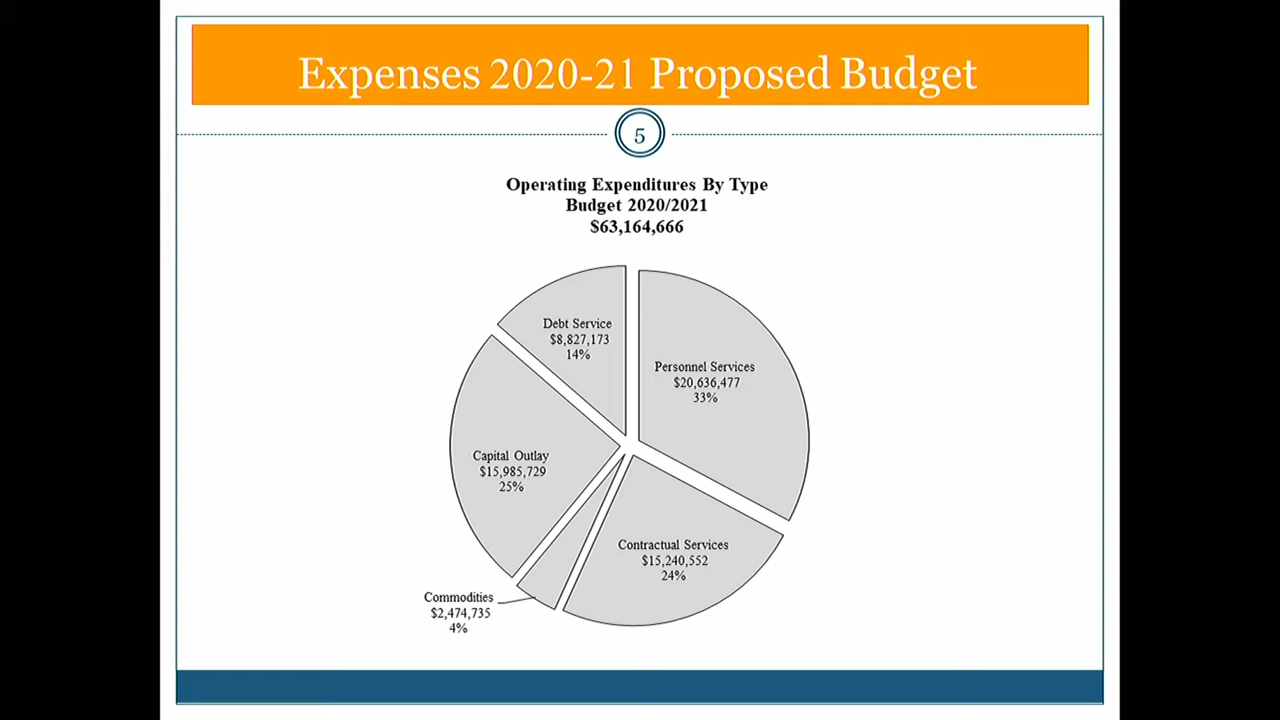 Expenses 2020-21 Proposed Budget
5
Operating Expenditures By Type
Budget 2020/2021
$63,164,666
Debt Service
$8,827,173
14%
Personnel Services
$20,636,477
33%
Capital Outlay
$15,985,729
25%
Contractual Services
$15,240,552
24%
Commodities
$2,474,735
4%